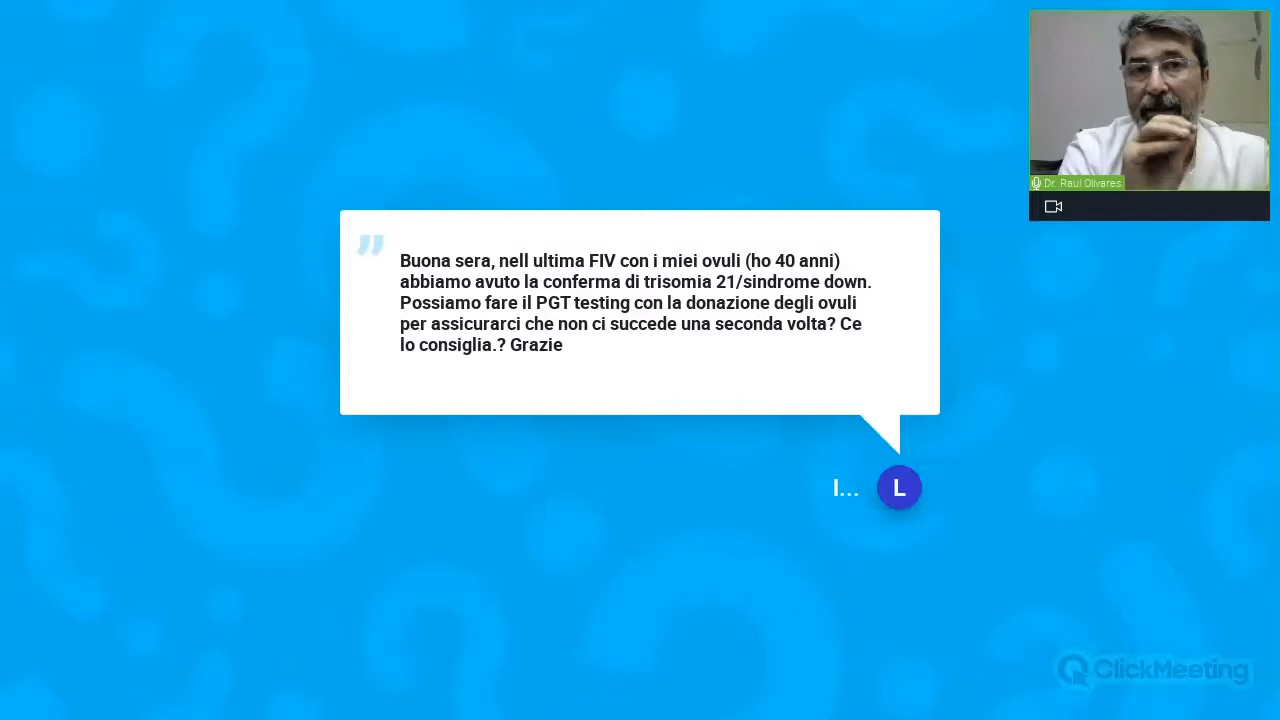 Dr. Raul Olivares
Buona sera, nell ultima FIV con i miei ovuli (ho 40 anni)
abbiamo avuto la conferma di trisomia 21/sindrome down.
Possiamo fare il PGT testing con la donazione degli ovuli
per assicurarci che non ci succede una seconda volta? Ce
lo consiglia.? Grazie
l...
L
ClickMeeting